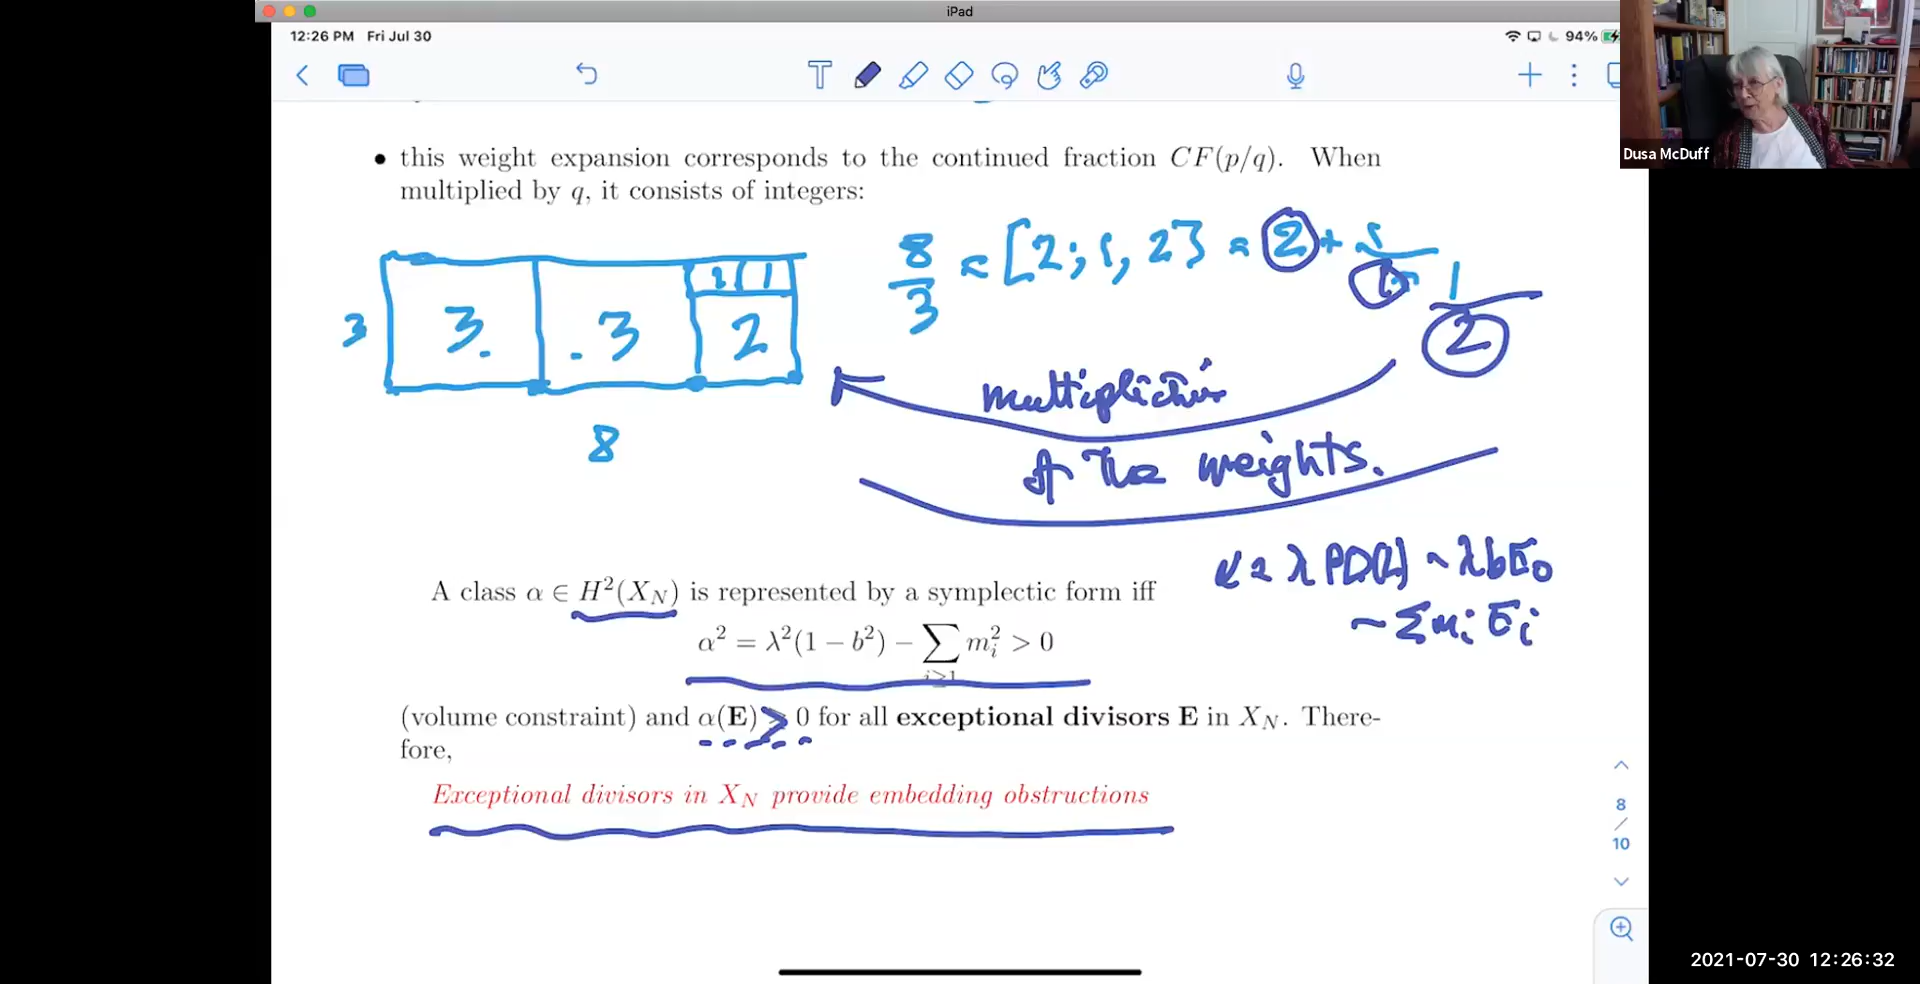 iPad
12:26 PM Fri Jul 30
94%
Dusa McDuff
• this weight expansion corresponds to the continued fraction CF(p/q). When
multiplied by q, it consists of integers:
8/3 = [2; 1, 2] = 2 + 1/(1 + 1/2)
3
3 3 2 1 1
8
multiplicities
of the weights.
A class α ∈ H²(X_N) is represented by a symplectic form iff
α² = λ²(1 − b²) − ∑_{i≥1} m_i² > 0
λ PD(L) − λbE₀
− Σ m_i E_i
(volume constraint) and α(E) > 0 for all exceptional divisors E in X_N. There-
fore,
Exceptional divisors in X_N provide embedding obstructions
8
/
10
2021-07-30 12:26:32